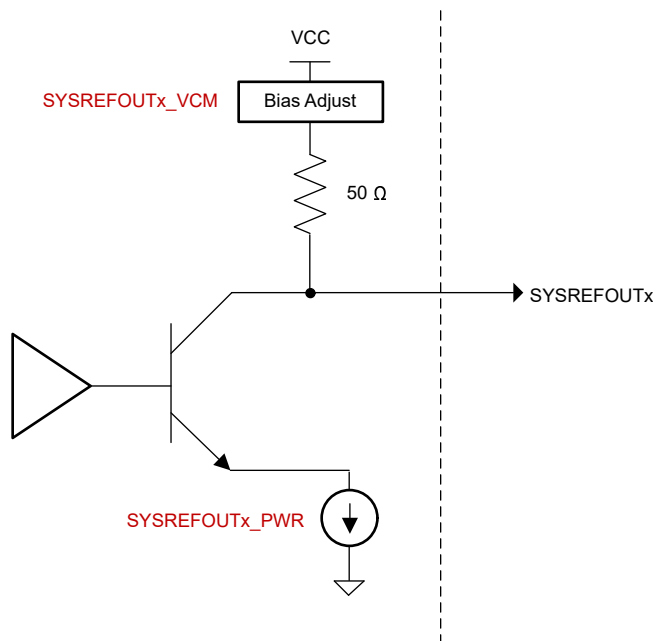 VCC
SYSREFOUTx_VCM
Bias Adjust
50 Ω
SYSREFOUTx
SYSREFOUTx_PWR